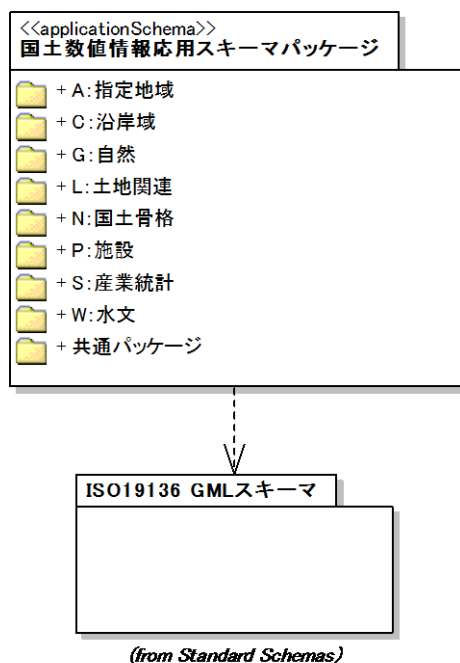 <<applicationSchema>>
国土数値情報応用スキーマパッケージ
+ A:指定地域
+ C:沿岸域
+ G:自然
+ L:土地関連
+ N:国土骨格
+ P:施設
+ S:産業統計
+ W:水文
+ 共通パッケージ
ISO19136 GMLスキーマ
(from Standard Schemas)